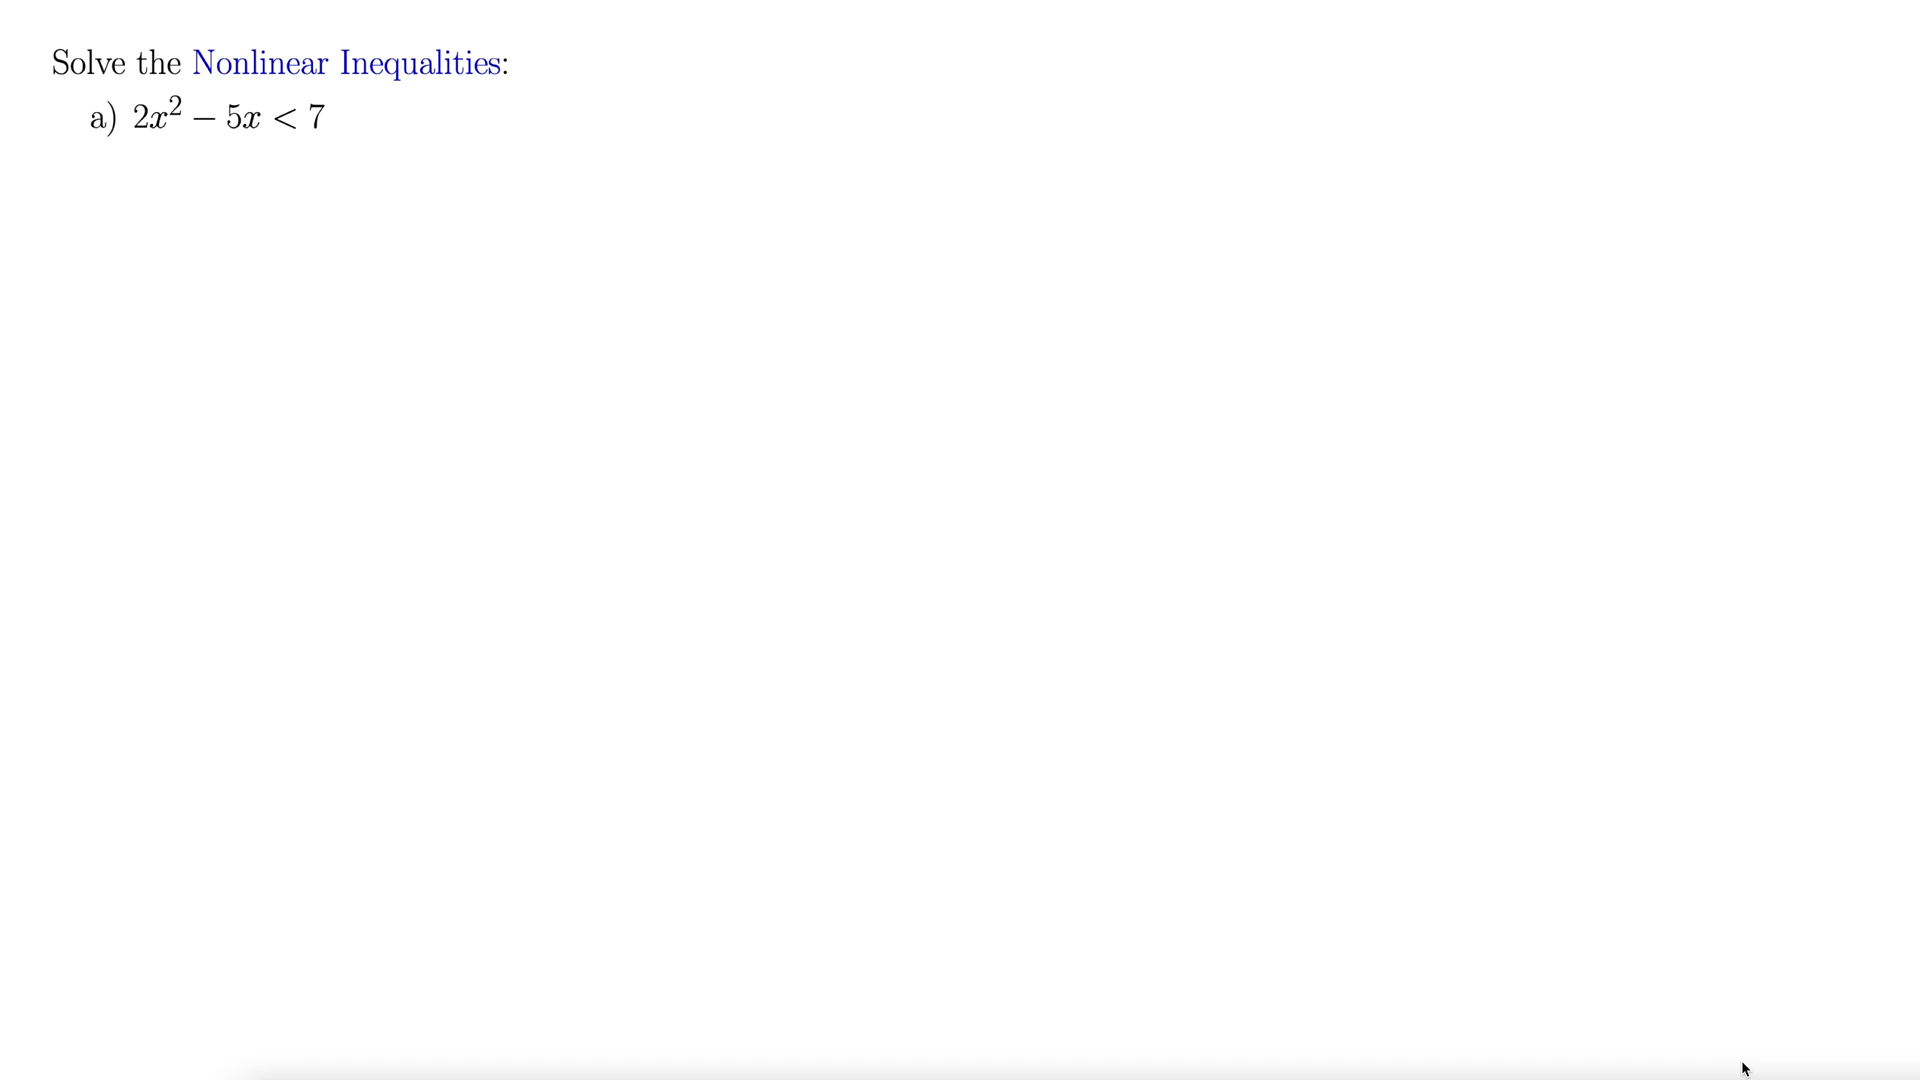 Solve the Nonlinear Inequalities:
a) 2x² − 5x < 7